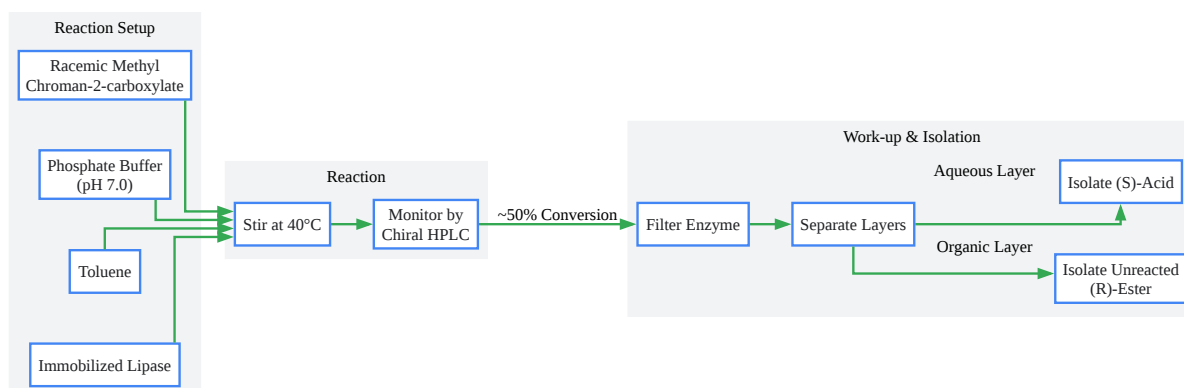 Reaction Setup
Racemic Methyl
Chroman-2-carboxylate
Phosphate Buffer
(pH 7.0)
Toluene
Immobilized Lipase
Reaction
Stir at 40°C
Monitor by
Chiral HPLC
~50% Conversion
Work-up & Isolation
Filter Enzyme
Separate Layers
Aqueous Layer
Isolate (S)-Acid
Organic Layer
Isolate Unreacted
(R)-Ester